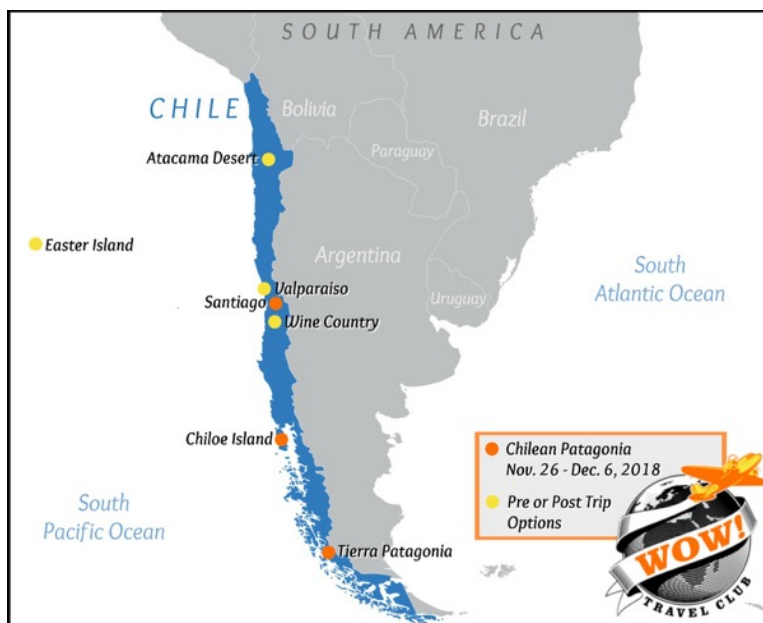 SOUTH AMERICA
CHILE
Bolivia
Brazil
Atacama Desert
Paraguay
Easter Island
Argentina
South
Atlantic Ocean
Valparaiso
Santiago
Uruguay
Wine Country
Chiloe Island
Chilean Patagonia
Nov. 26 - Dec. 6, 2018
Pre or Post Trip
Options
South
Pacific Ocean
Tierra Patagonia
WOW!
TRAVEL CLUB